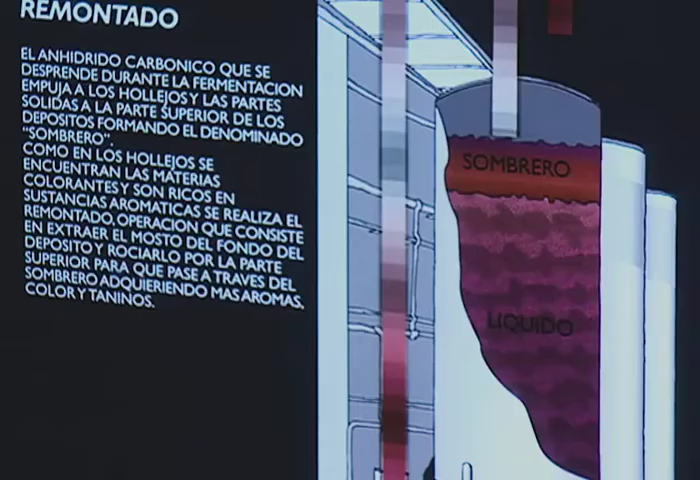 REMONTADO
EL ANHIDRIDO CARBONICO QUE SE
DESPRENDE DURANTE LA FERMENTACION
EMPUJA A LOS HOLLEJOS Y LAS PARTES
SOLIDAS A LA PARTE SUPERIOR DE LOS
DEPOSITOS FORMANDO EL DENOMINADO
"SOMBRERO".
COMO EN LOS HOLLEJOS SE
ENCUENTRAN LAS MATERIAS
COLORANTES Y SON RICOS EN
SUSTANCIAS AROMATICAS SE REALIZA EL
REMONTADO, OPERACION QUE CONSISTE
EN EXTRAER EL MOSTO DEL FONDO DEL
DEPOSITO Y ROCIARLO POR LA PARTE
SUPERIOR PARA QUE PASE A TRAVES DEL
SOMBRERO ADQUIERIENDO MAS AROMAS,
COLOR Y TANINOS.
SOMBRERO
LIQUIDO